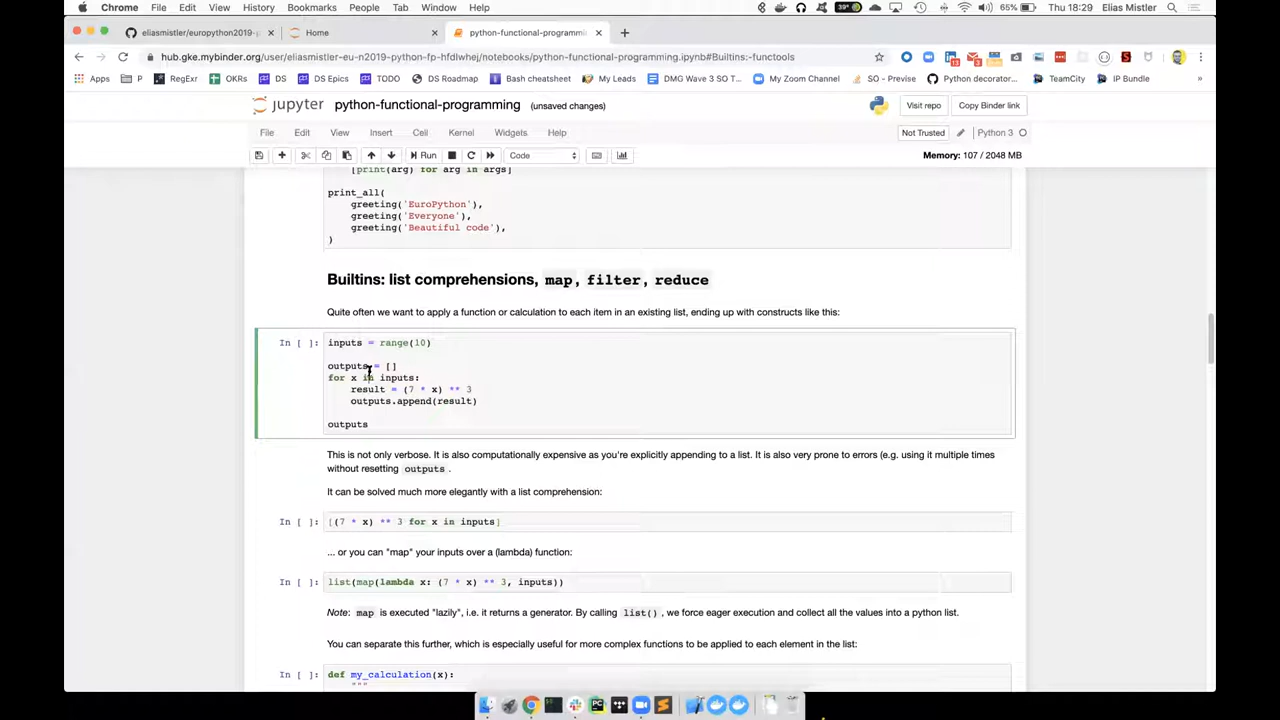 Chrome File Edit View History Bookmarks People Tab Window Help 39° 65% Thu 18:29 Elias Mistler
eliasmistler/europython2019-p
Home
python-functional-programmin
hub.gke.mybinder.org/user/eliasmistler-eu-n2019-python-fp-hfdlwhej/notebooks/python-functional-programming.ipynb#Builtins:-functools
Apps P RegExr OKRs DS DS Epics TODO DS Roadmap Bash cheatsheet My Leads DMG Wave 3 SO T… My Zoom Channel SO - Previse Python decorator… TeamCity IP Bundle
jupyter python-functional-programming (unsaved changes)
Visit repo Copy Binder link
File Edit View Insert Cell Kernel Widgets Help
Not Trusted Python 3
Run Code
Memory: 107 / 2048 MB
[print(arg) for arg in args]
print_all(
greeting('EuroPython'),
greeting('Everyone'),
greeting('Beautiful code'),
)
Builtins: list comprehensions, map, filter, reduce
Quite often we want to apply a function or calculation to each item in an existing list, ending up with constructs like this:
In [ ]: inputs = range(10)
outputs = []
for x in inputs:
result = (7 * x) ** 3
outputs.append(result)
outputs
This is not only verbose. It is also computationally expensive as you're explicitly appending to a list. It is also very prone to errors (e.g. using it multiple times
without resetting outputs .
It can be solved much more elegantly with a list comprehension:
In [ ]: [(7 * x) ** 3 for x in inputs]
... or you can "map" your inputs over a (lambda) function:
In [ ]: list(map(lambda x: (7 * x) ** 3, inputs))
Note: map is executed "lazily", i.e. it returns a generator. By calling list() , we force eager execution and collect all the values into a python list.
You can separate this further, which is especially useful for more complex functions to be applied to each element in the list:
In [ ]: def my_calculation(x):
"""